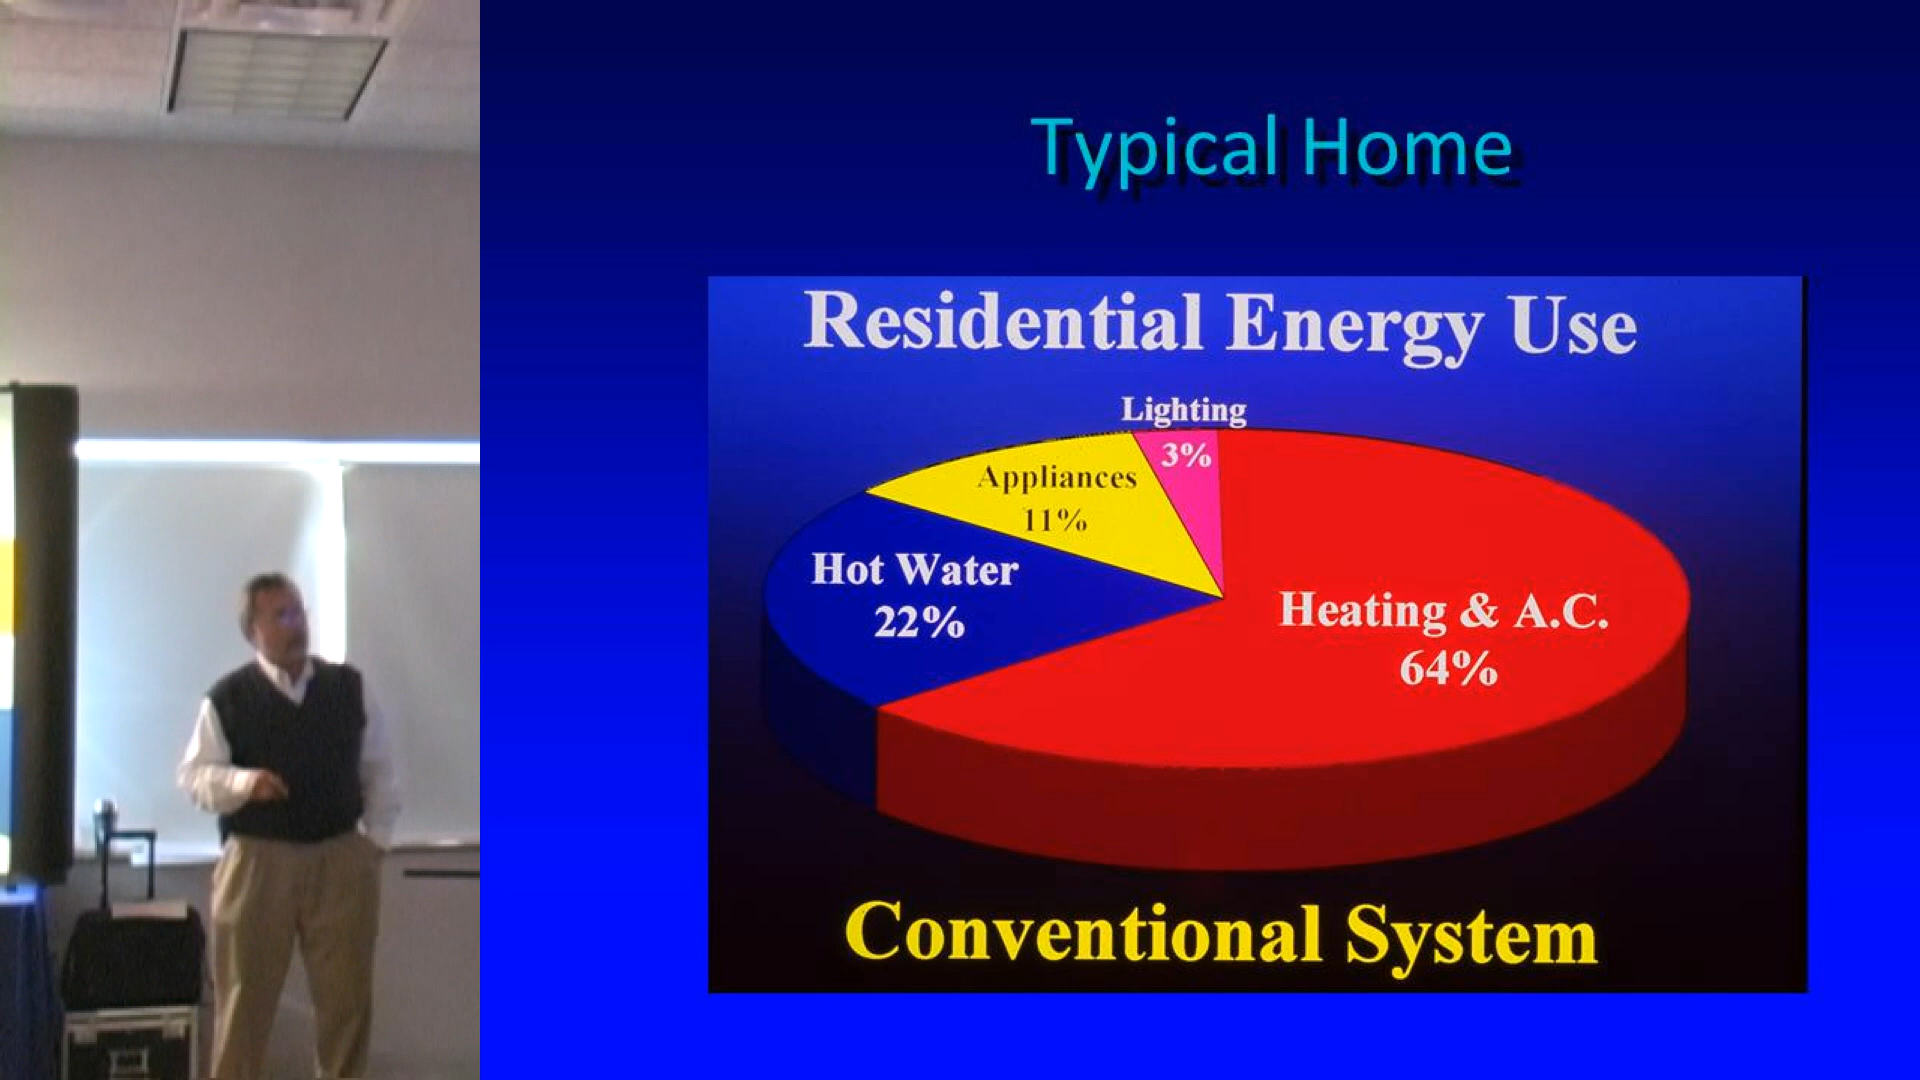 Typical Home
Residential Energy Use
Lighting
3%
Appliances
11%
Hot Water
22%
Heating & A.C.
64%
Conventional System